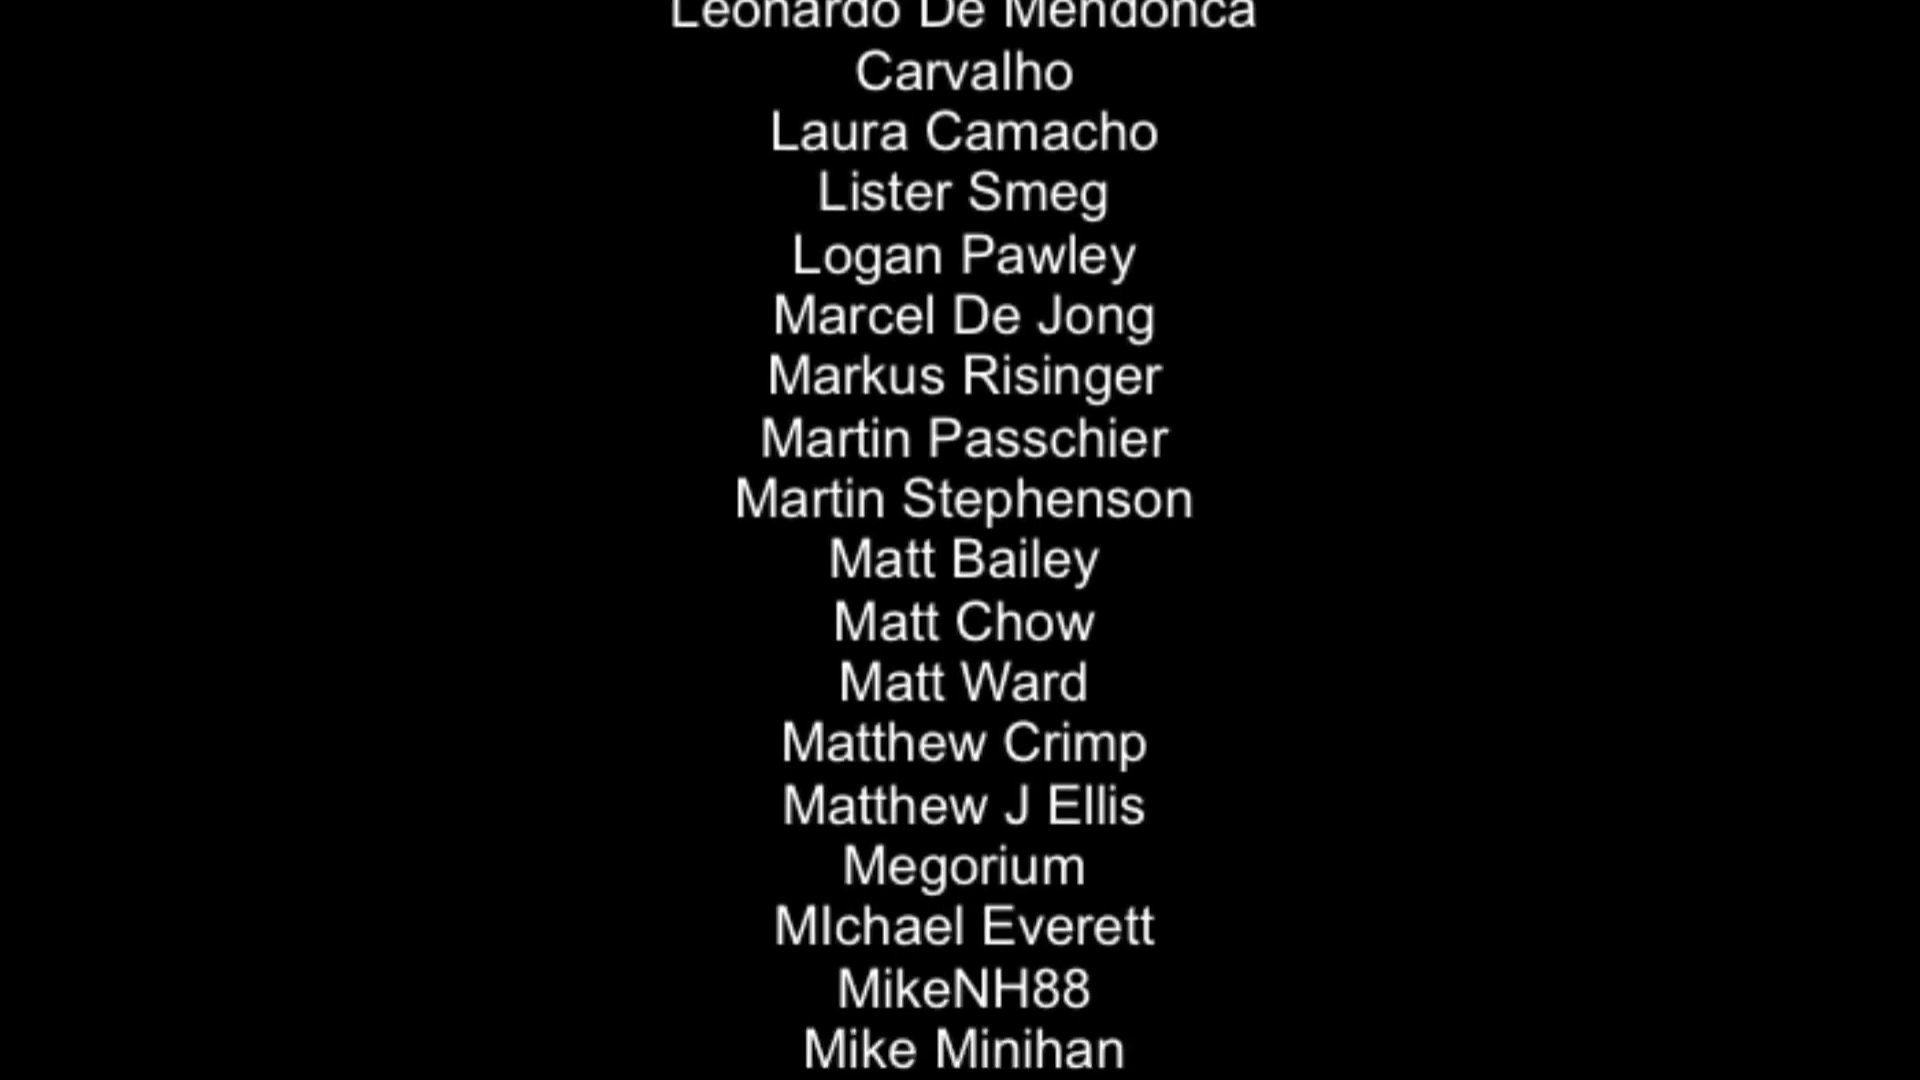 Leonardo De Mendonca
Carvalho
Laura Camacho
Lister Smeg
Logan Pawley
Marcel De Jong
Markus Risinger
Martin Passchier
Martin Stephenson
Matt Bailey
Matt Chow
Matt Ward
Matthew Crimp
Matthew J Ellis
Megorium
MIchael Everett
MikeNH88
Mike Minihan